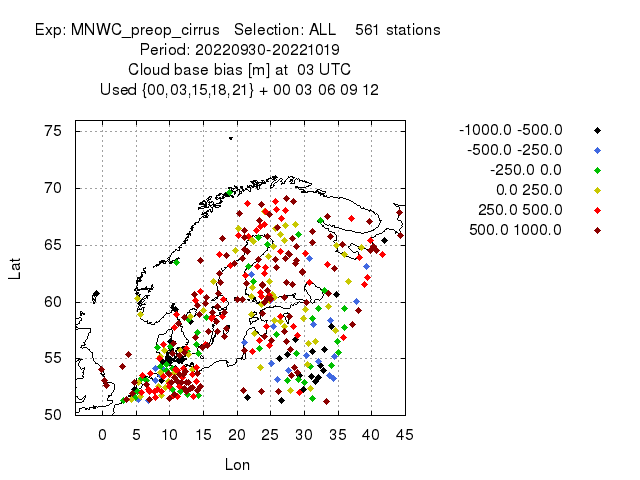 Exp: MNWC_preop_cirrus   Selection: ALL    561 stations
Period: 20220930-20221019
Cloud base bias [m] at  03 UTC
Used {00,03,15,18,21} + 00 03 06 09 12
-1000.0 -500.0
-500.0 -250.0
-250.0 0.0
0.0 250.0
250.0 500.0
500.0 1000.0
75
70
65
60
55
50
Lat
0 5 10 15 20 25 30 35 40 45
Lon